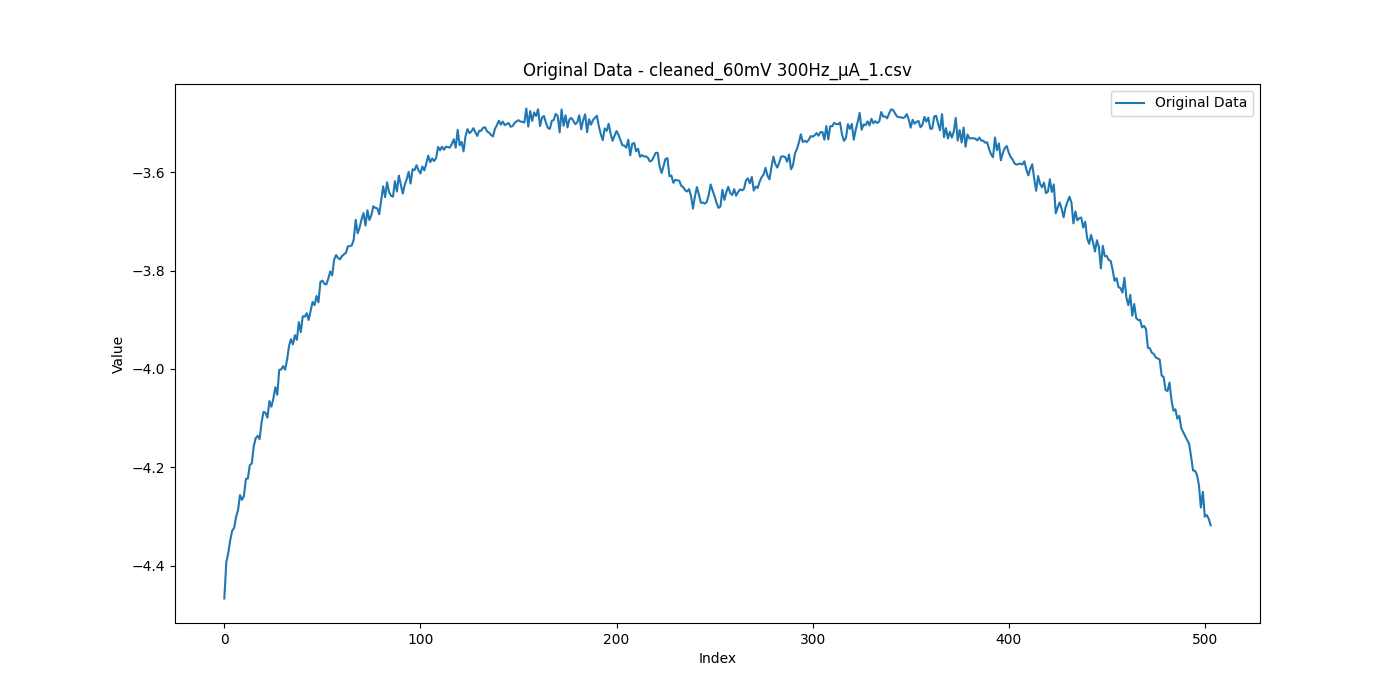 Original Data - cleaned_60mV 300Hz_μA_1.csv
Original Data
−3.6
−3.8
−4.0
−4.2
−4.4
Value
0 100 200 300 400 500
Index